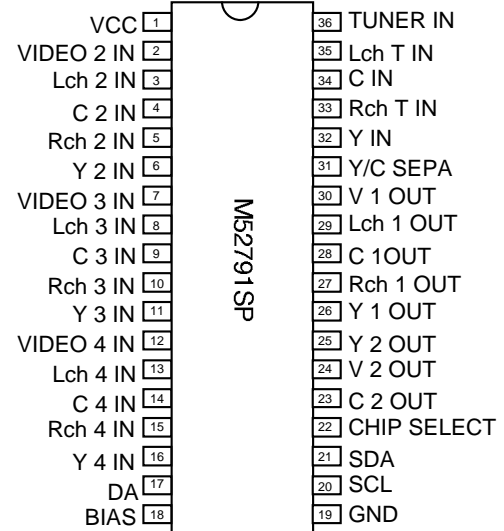 VCC 1
VIDEO 2 IN 2
Lch 2 IN 3
C 2 IN 4
Rch 2 IN 5
Y 2 IN 6
VIDEO 3 IN 7
Lch 3 IN 8
C 3 IN 9
Rch 3 IN 10
Y 3 IN 11
VIDEO 4 IN 12
Lch 4 IN 13
C 4 IN 14
Rch 4 IN 15
Y 4 IN 16
DA 17
BIAS 18
M52791SP
36 TUNER IN
35 Lch T IN
34 C IN
33 Rch T IN
32 Y IN
31 Y/C SEPA
30 V 1 OUT
29 Lch 1 OUT
28 C 1OUT
27 Rch 1 OUT
26 Y 1 OUT
25 Y 2 OUT
24 V 2 OUT
23 C 2 OUT
22 CHIP SELECT
21 SDA
20 SCL
19 GND